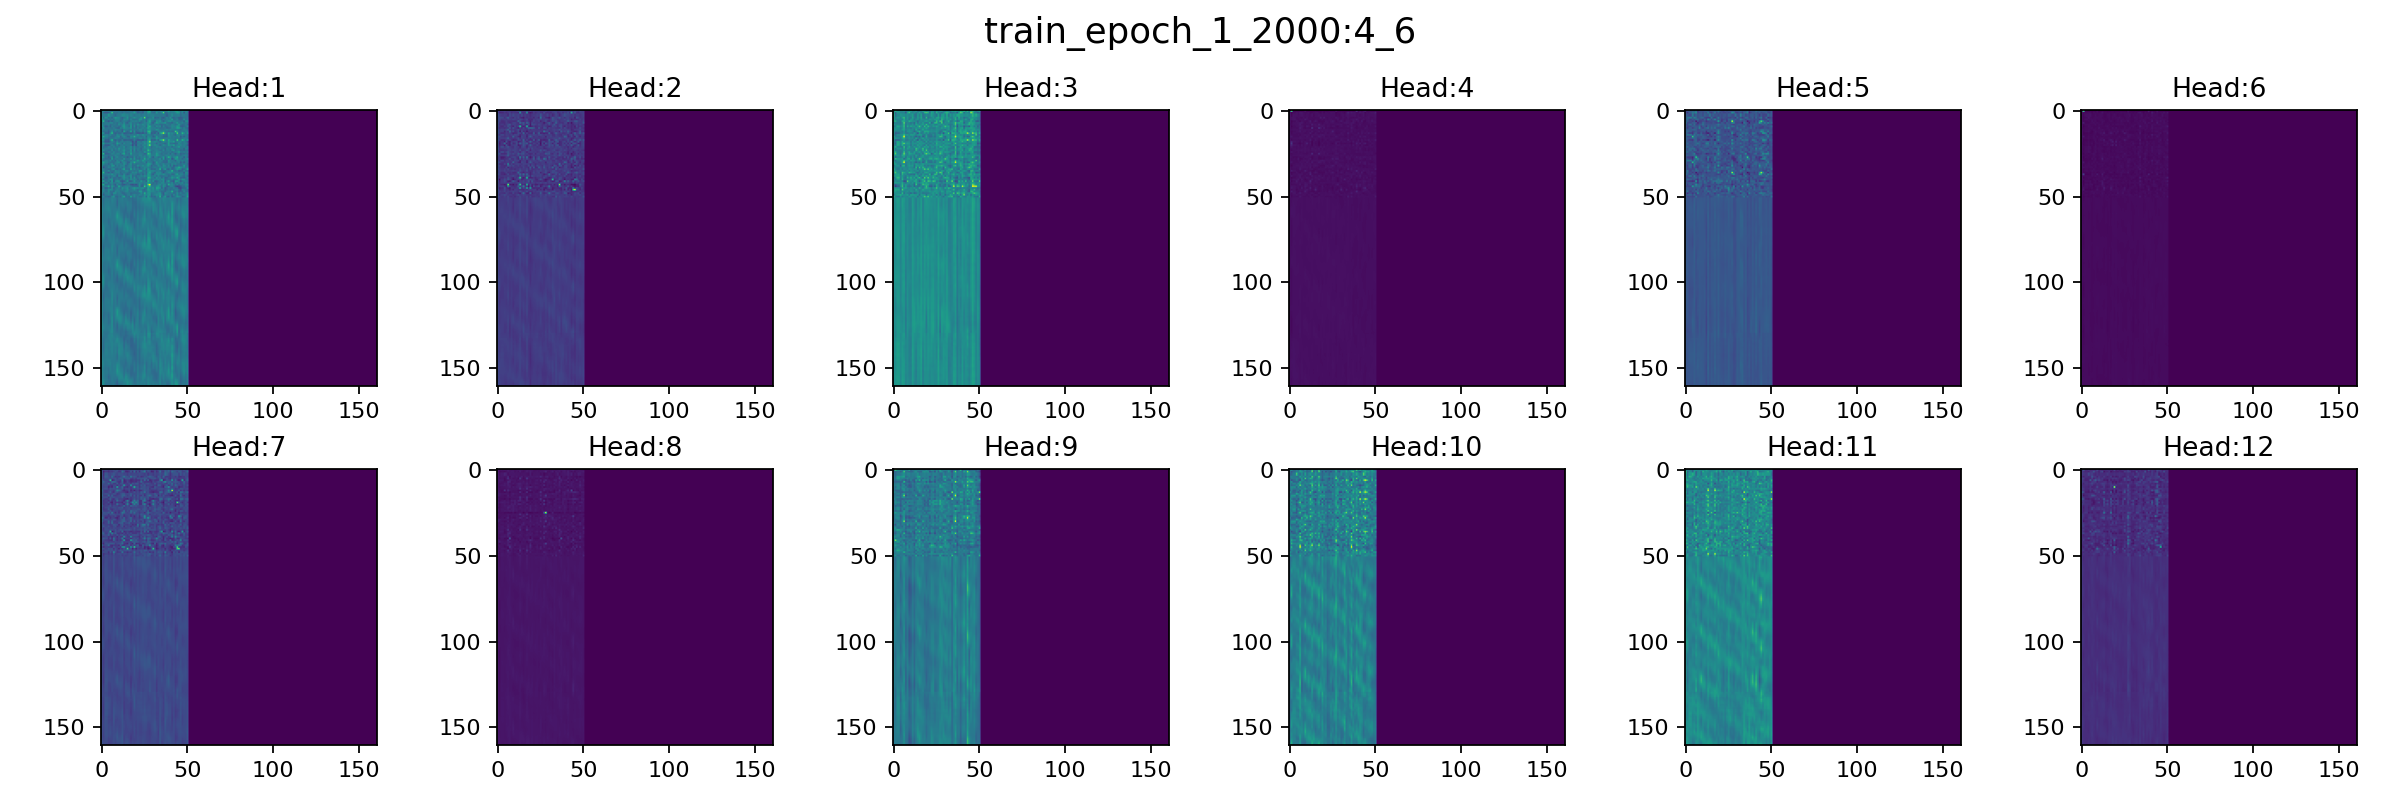 train_epoch_1_2000:4_6
Head:1 Head:2 Head:3 Head:4 Head:5 Head:6
0 0 0 0 0 0
50 50 50 50 50 50
100 100 100 100 100 100
150 150 150 150 150 150
0 50 100 150 0 50 100 150 0 50 100 150 0 50 100 150 0 50 100 150 0 50 100 150
Head:7 Head:8 Head:9 Head:10 Head:11 Head:12
0 0 0 0 0 0
50 50 50 50 50 50
100 100 100 100 100 100
150 150 150 150 150 150
0 50 100 150 0 50 100 150 0 50 100 150 0 50 100 150 0 50 100 150 0 50 100 150